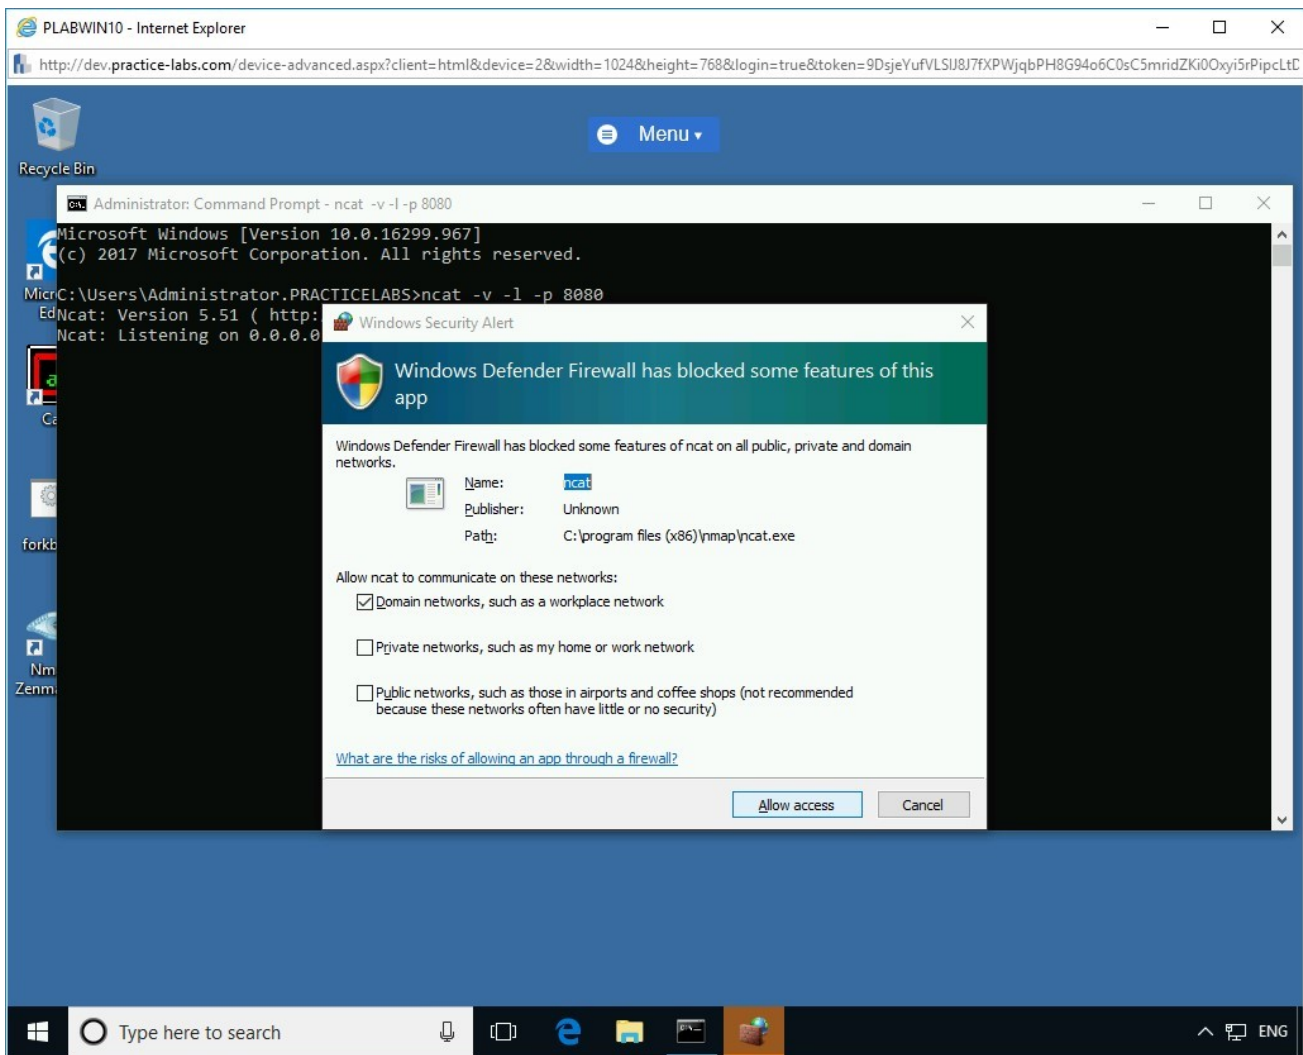 PLABWIN10 - Internet Explorer
http://dev.practice-labs.com/device-advanced.aspx?client=html&device=2&width=1024&height=768&login=true&token=
Menu
Recycle Bin
Administrator: Command Prompt - ncat -v -l -p 8080
Microsoft Windows [Version 10.0.16299.967]
(c) 2017 Microsoft Corporation. All rights reserved.
C:\Users\Administrator.PRACTICELABS>ncat -v -l -p 8080
Ncat: Version 5.51 ( http:
Ncat: Listening on 0.0.0.0
Micr
Ed
Ca
forkb
Nm
Zenm
Windows Security Alert
Windows Defender Firewall has blocked some features of this
app
Windows Defender Firewall has blocked some features of ncat on all public, private and domain
networks.
Name: ncat
Publisher: Unknown
Path: C:\program files (x86)\nmap\ncat.exe
Allow ncat to communicate on these networks:
Domain networks, such as a workplace network
Private networks, such as my home or work network
Public networks, such as those in airports and coffee shops (not recommended
because these networks often have little or no security)
What are the risks of allowing an app through a firewall?
Allow access Cancel
Type here to search
ENG